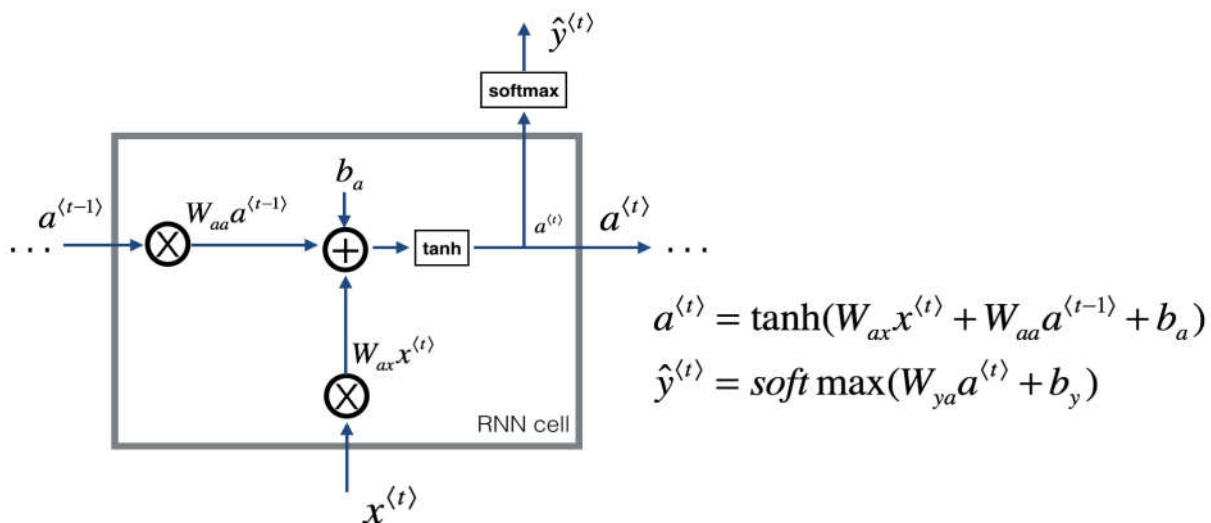 ŷ⟨t⟩
softmax
b_a
a⟨t-1⟩
W_aa a⟨t-1⟩
a⟨t⟩
a⟨t⟩
...
tanh
...
a⟨t⟩ = tanh(W_ax x⟨t⟩ + W_aa a⟨t-1⟩ + b_a)
W_ax x⟨t⟩
ŷ⟨t⟩ = soft max(W_ya a⟨t⟩ + b_y)
RNN cell
x⟨t⟩